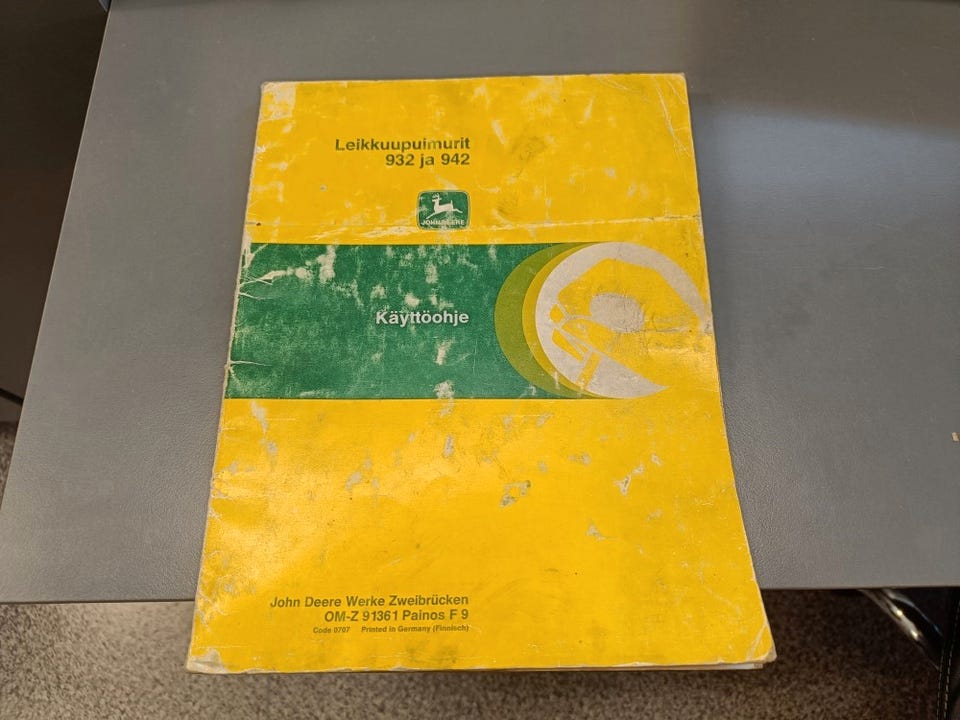 Leikkuupuimurit
932 ja 942
JOHN DEERE
Käyttöohje
John Deere Werke Zweibrücken
OM-Z 91361 Painos F 9
Code 0707 Printed in Germany (Finnisch)